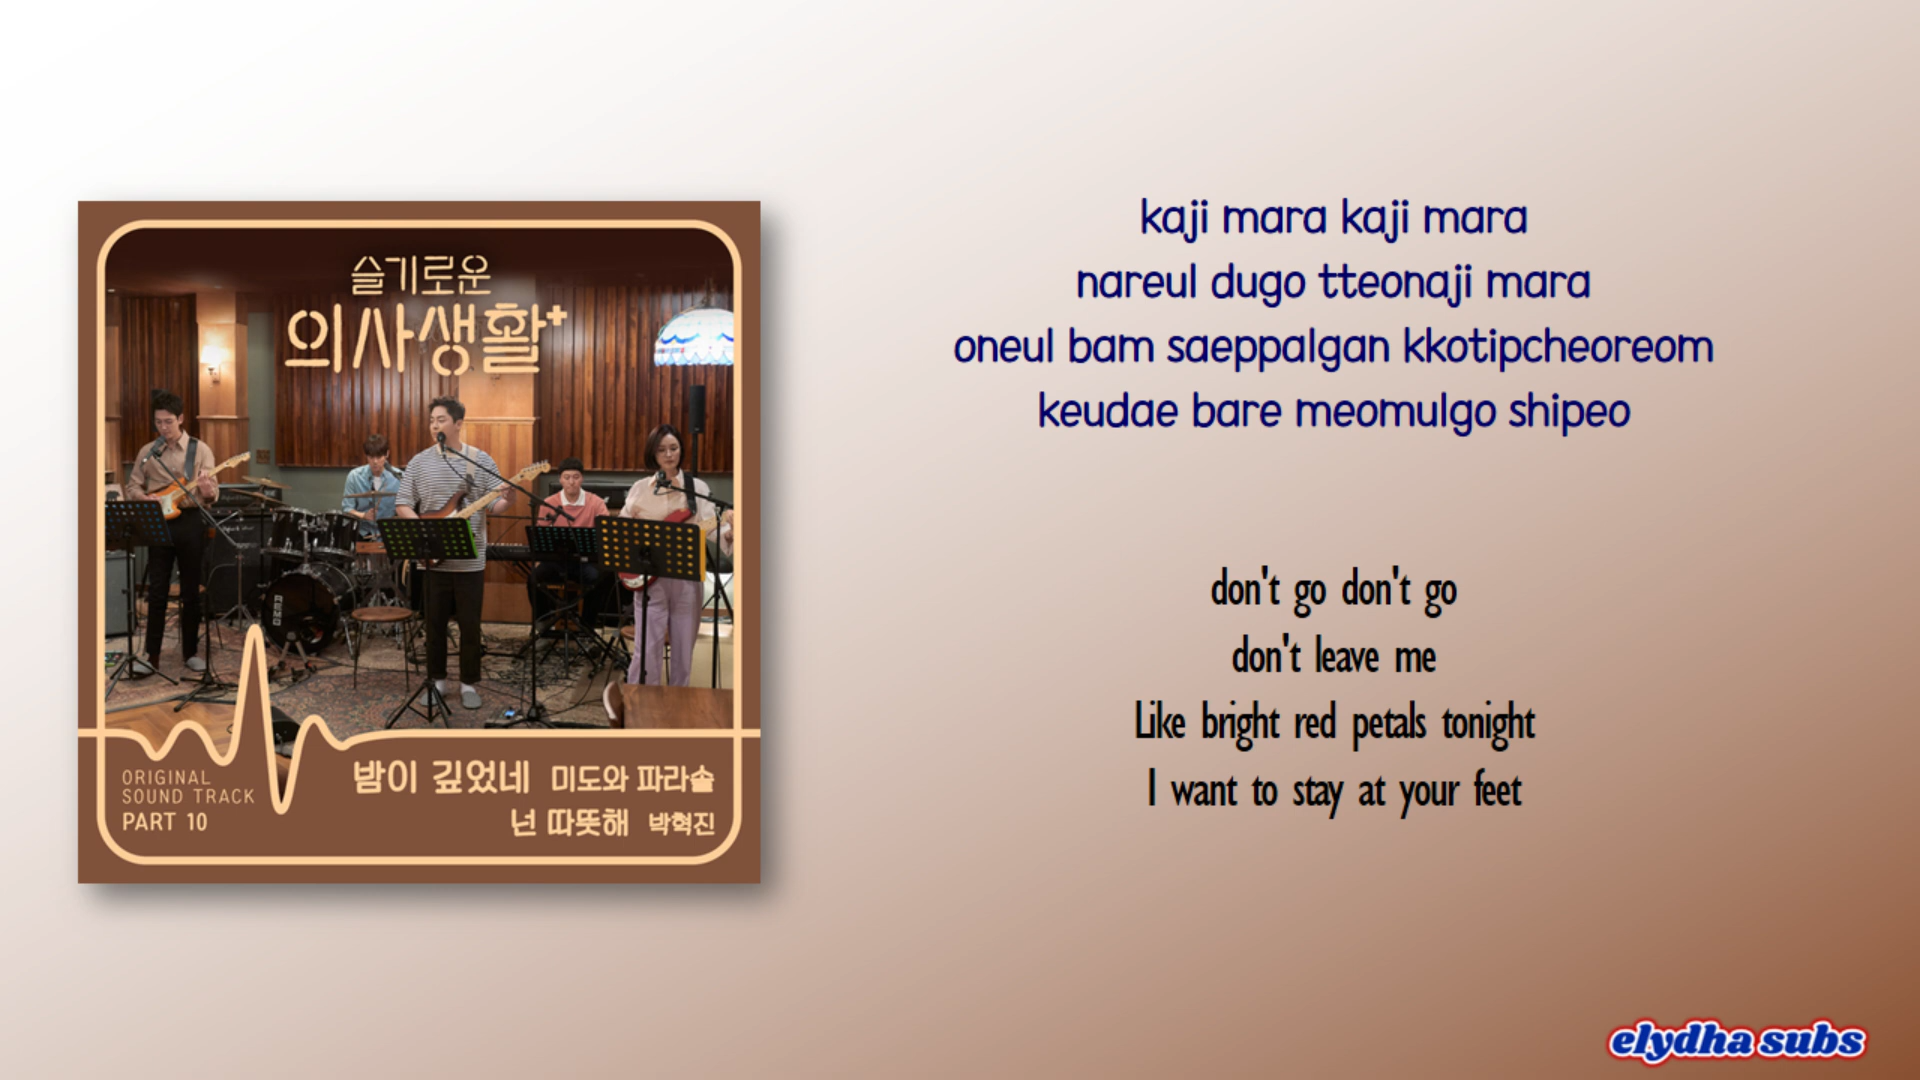 슬기로운
의사생활+
REMO
ORIGINAL
SOUND TRACK
PART 10
밤이 깊었네 미도와 파라솔
넌 따뜻해 박혁진
kaji mara kaji mara
nareul dugo tteonaji mara
oneul bam saeppalgan kkotipcheoreom
keudae bare meomulgo shipeo
don't go don't go
don't leave me
Like bright red petals tonight
I want to stay at your feet
elydha subs